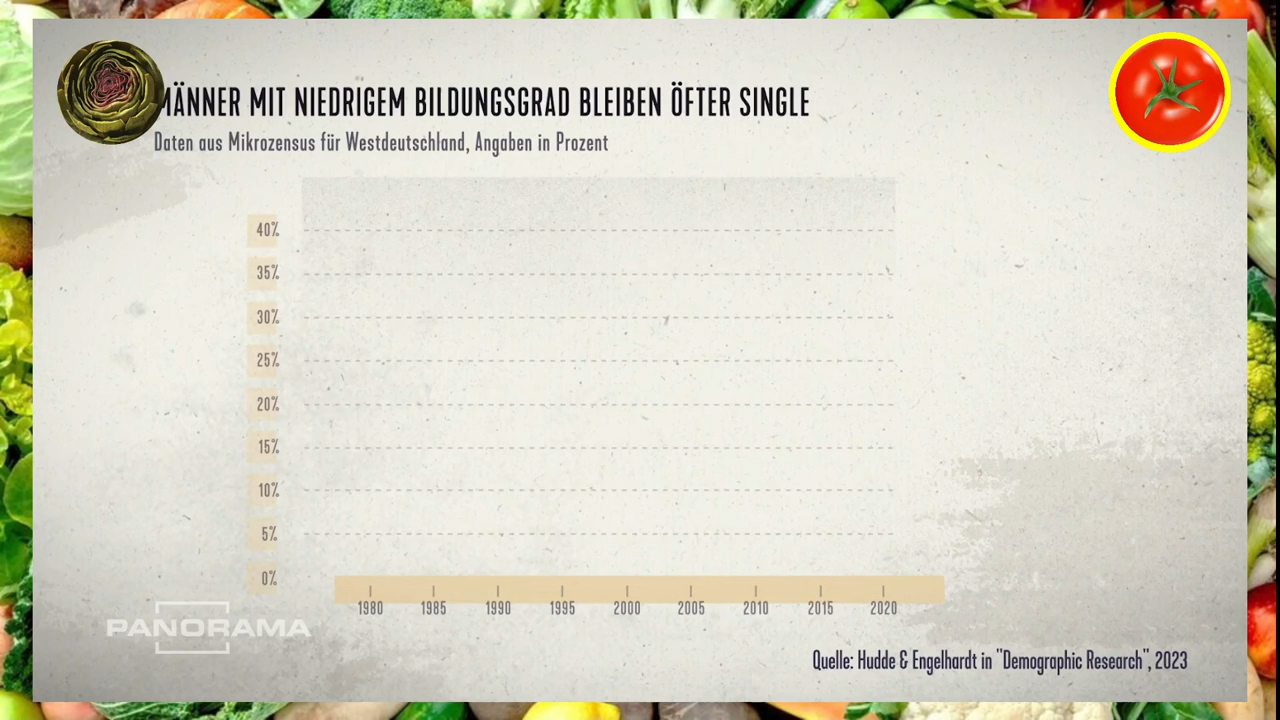 MÄNNER MIT NIEDRIGEM BILDUNGSGRAD BLEIBEN ÖFTER SINGLE
Daten aus Mikrozensus für Westdeutschland, Angaben in Prozent
40%
35%
30%
25%
20%
15%
10%
5%
0%
1980 1985 1990 1995 2000 2005 2010 2015 2020
PANORAMA
Quelle: Hudde & Engelhardt in "Demographic Research", 2023